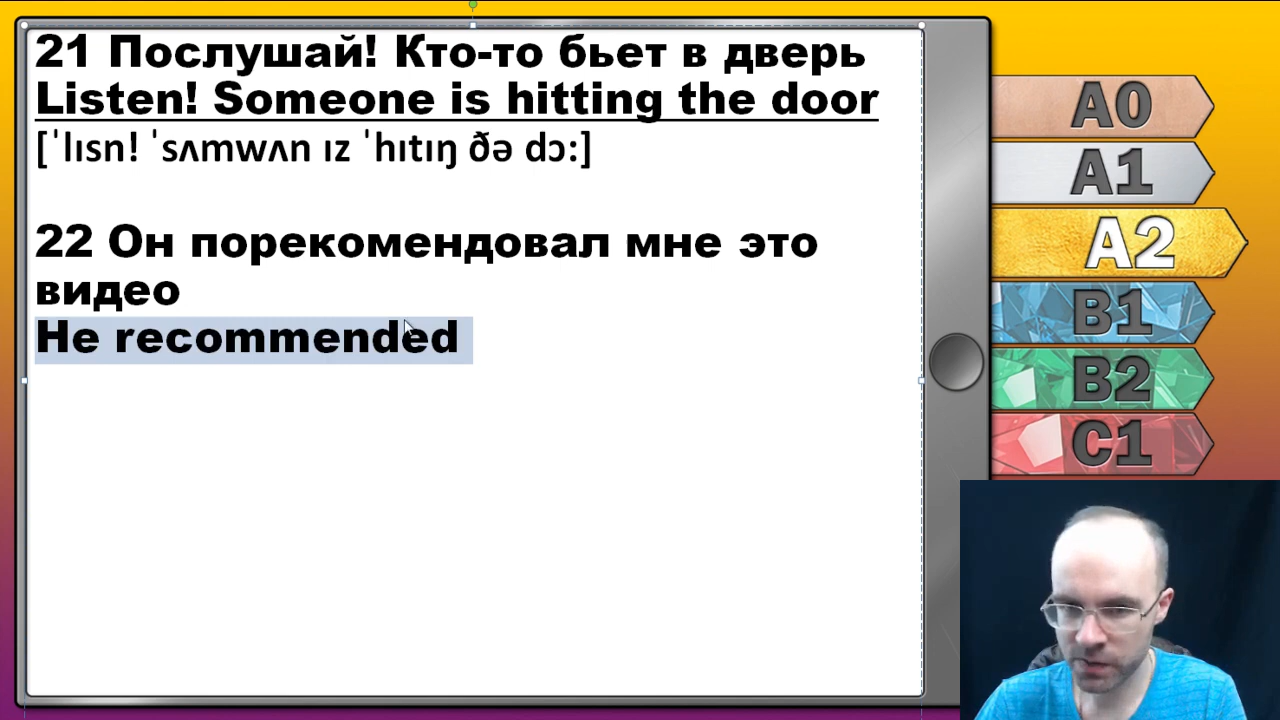 21 Послушай! Кто-то бьет в дверь
Listen! Someone is hitting the door
[ˈlɪsn! ˈsʌmwʌn ɪz ˈhɪtɪŋ ðə dɔː]
22 Он порекомендовал мне это
видео
He recommended
A0
A1
A2
B1
B2
C1